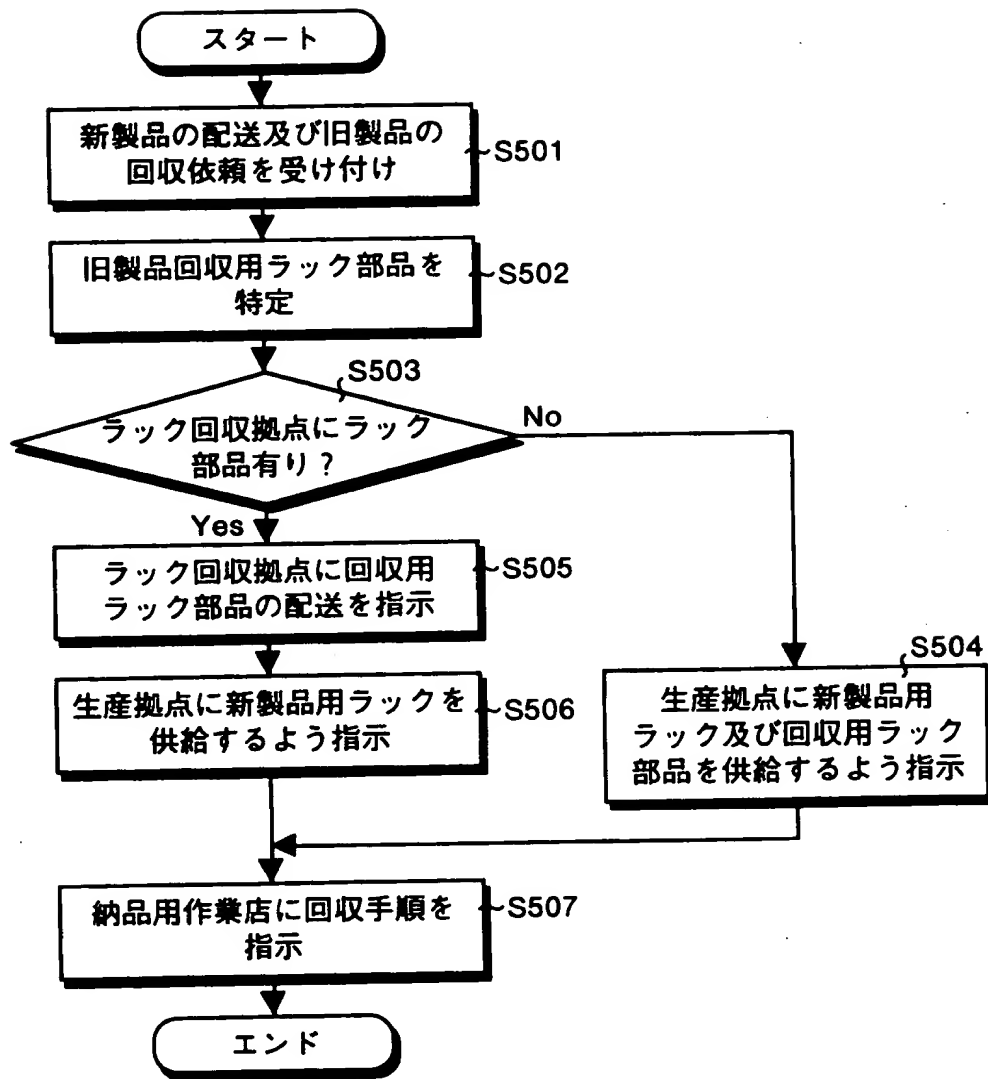 スタート
新製品の配送及び旧製品の
回収依頼を受け付け
S501
旧製品回収用ラック部品を
特定
S502
S503
ラック回収拠点にラック
部品有り?
No
Yes
ラック回収拠点に回収用
ラック部品の配送を指示
S505
生産拠点に新製品用ラックを
供給するよう指示
S506
S504
生産拠点に新製品用
ラック及び回収用ラック
部品を供給するよう指示
納品用作業店に回収手順を
指示
S507
エンド